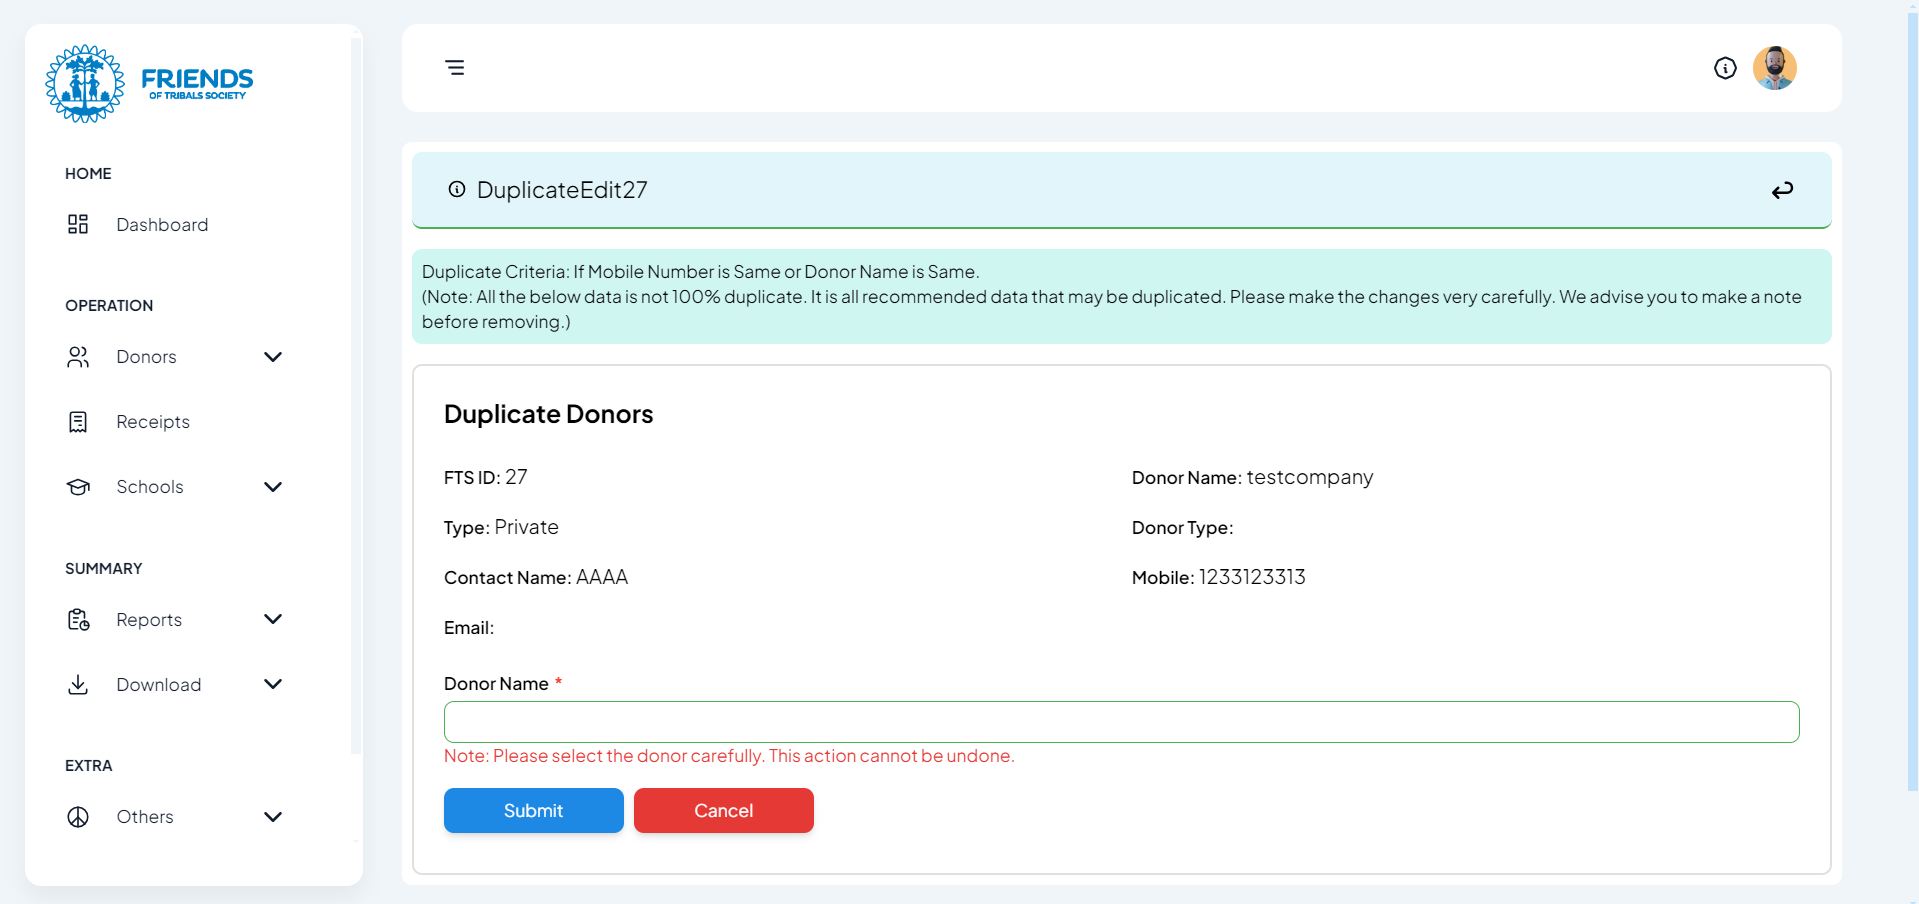 FRIENDS
OF TRIBALS SOCIETY
HOME
Dashboard
OPERATION
Donors
Receipts
Schools
SUMMARY
Reports
Download
EXTRA
Others
DuplicateEdit27
Duplicate Criteria: If Mobile Number is Same or Donor Name is Same.
(Note: All the below data is not 100% duplicate. It is all recommended data that may be duplicated. Please make the changes very carefully. We advise you to make a note
before removing.)
Duplicate Donors
FTS ID: 27
Donor Name: testcompany
Type: Private
Donor Type:
Contact Name: AAAA
Mobile: 1233123313
Email:
Donor Name *
Note: Please select the donor carefully. This action cannot be undone.
Submit
Cancel